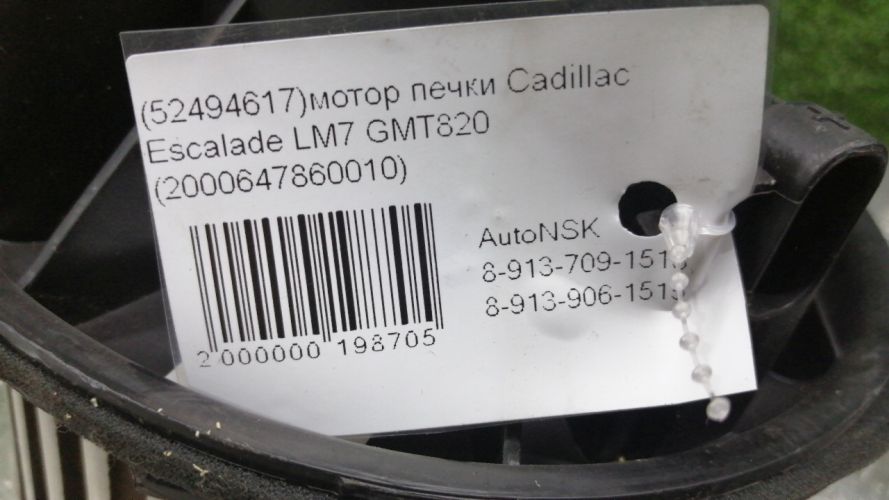 (52494617)мотор печки Cadillac
Escalade LM7 GMT820
(2000647860010)
AutoNSK
2 000000 198705